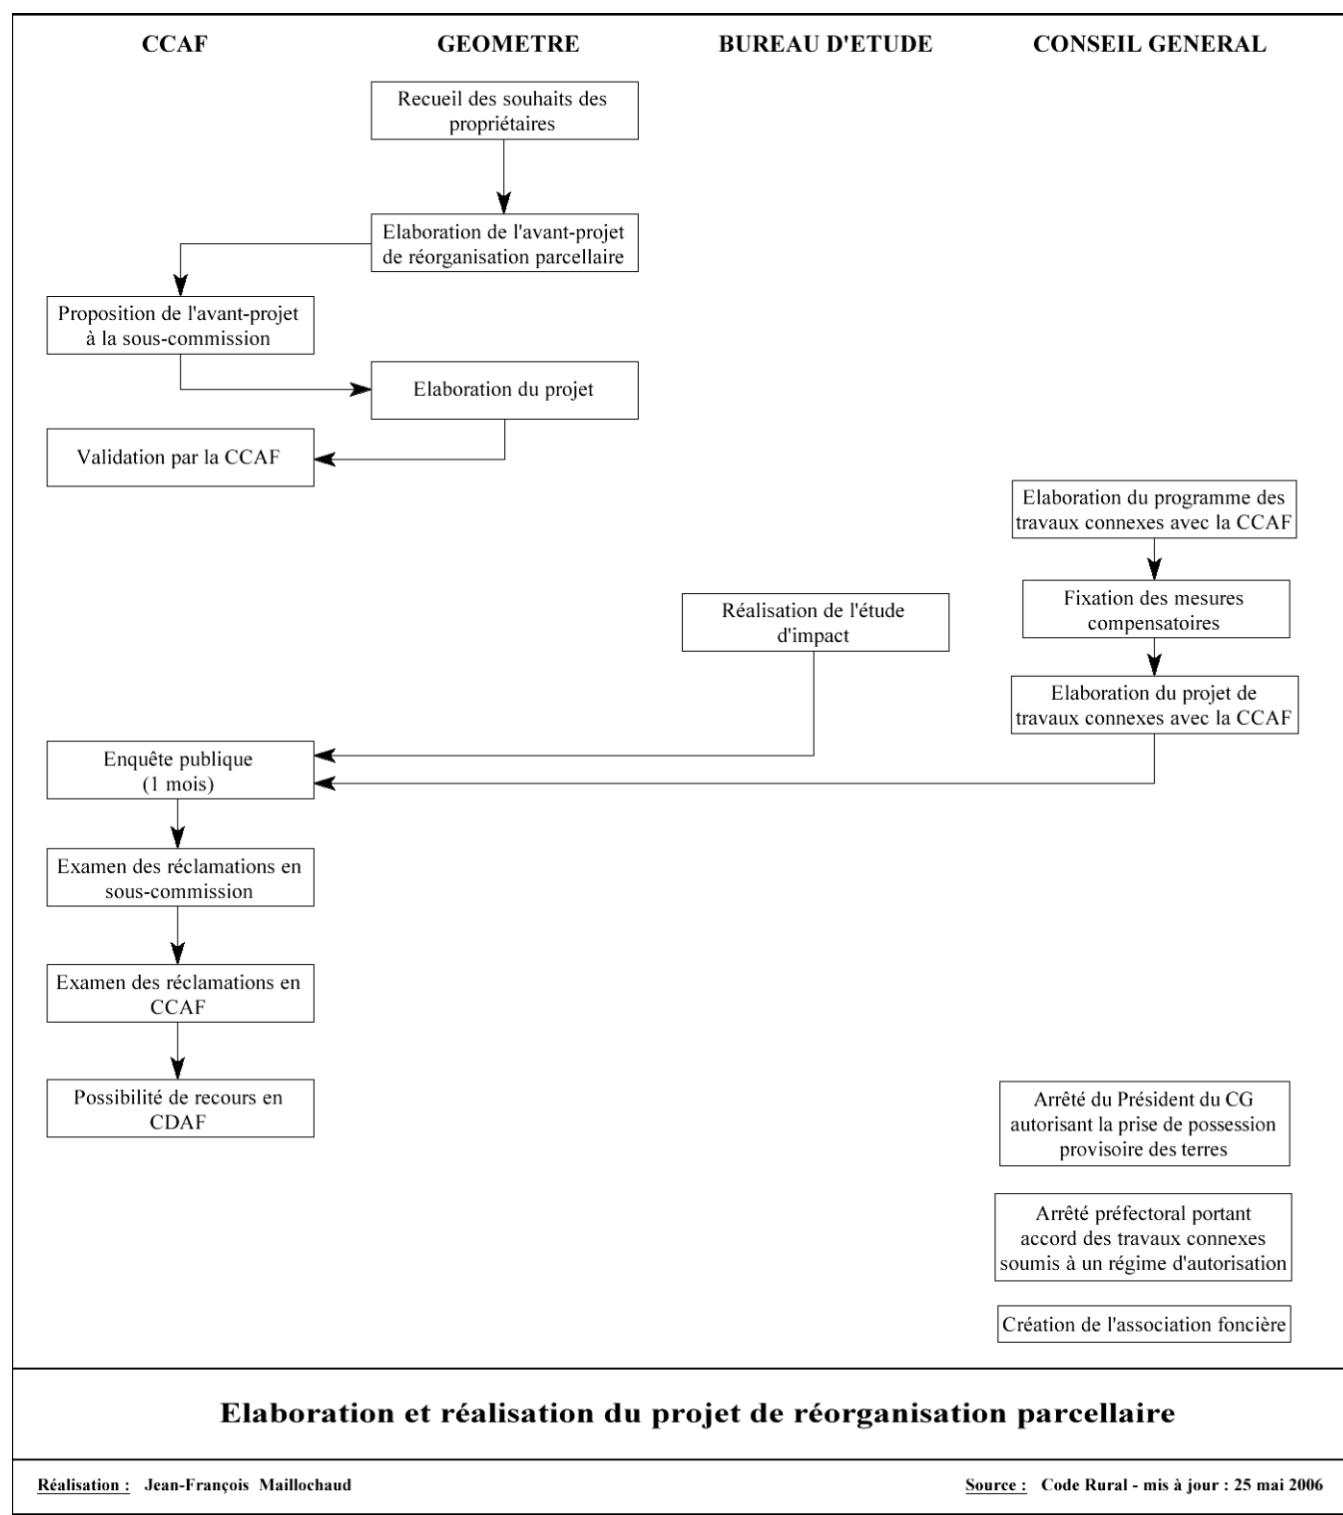 CCAF
GEOMETRE
BUREAU D'ETUDE
CONSEIL GENERAL
Recueil des souhaits des
propriétaires
Elaboration de l'avant-projet
de réorganisation parcellaire
Proposition de l'avant-projet
à la sous-commission
Elaboration du projet
Validation par la CCAF
Elaboration du programme des
travaux connexes avec la CCAF
Fixation des mesures
compensatoires
Réalisation de l'étude
d'impact
Elaboration du projet de
travaux connexes avec la CCAF
Enquête publique
(1 mois)
Examen des réclamations en
sous-commission
Examen des réclamations en
CCAF
Possibilité de recours en
CDAF
Arrêté du Président du CG
autorisant la prise de possession
provisoire des terres
Arrêté préfectoral portant
accord des travaux connexes
soumis à un régime d'autorisation
Création de l'association foncière
Elaboration et réalisation du projet de réorganisation parcellaire
Réalisation : Jean-François Maillochaud
Source : Code Rural - mis à jour : 25 mai 2006